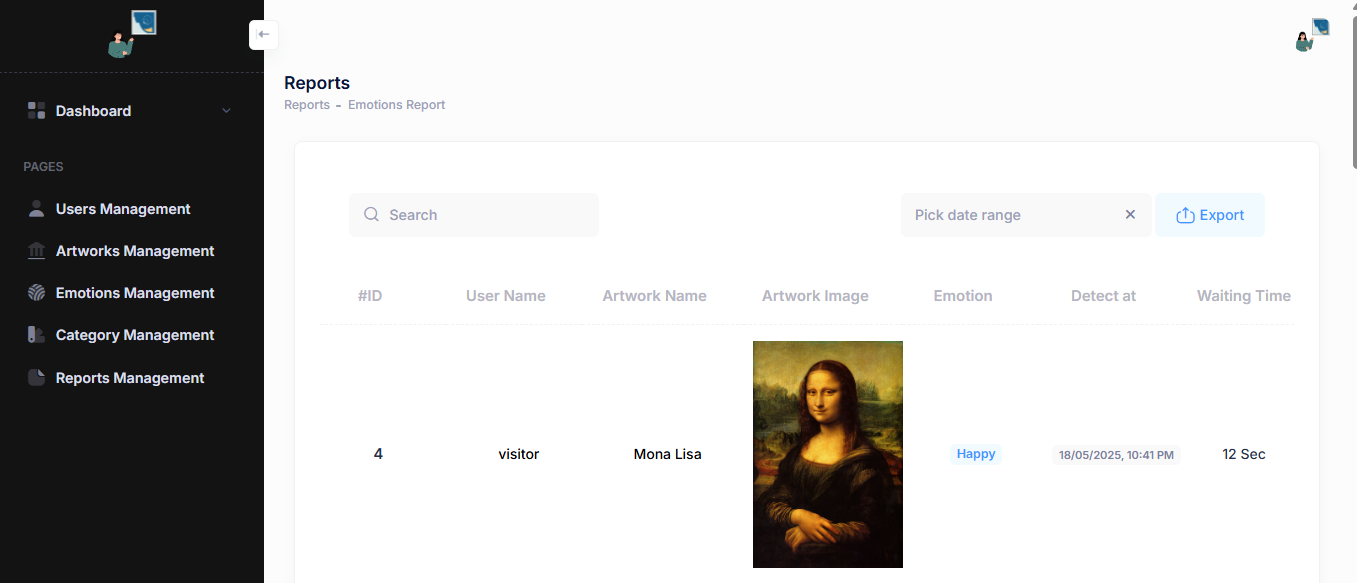 Dashboard
PAGES
Users Management
Artworks Management
Emotions Management
Category Management
Reports Management
Reports
Reports - Emotions Report
Search
Pick date range
Export
#ID User Name Artwork Name Artwork Image Emotion Detect at Waiting Time
4 visitor Mona Lisa Happy 18/05/2025, 10:41 PM 12 Sec